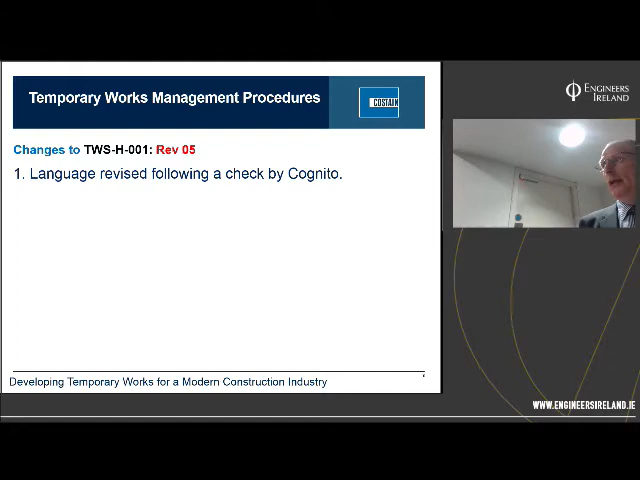 Temporary Works Management Procedures
COSTAIN
ENGINEERS
IRELAND
Changes to TWS-H-001: Rev 05
1. Language revised following a check by Cognito.
Developing Temporary Works for a Modern Construction Industry
WWW.ENGINEERSIRELAND.IE